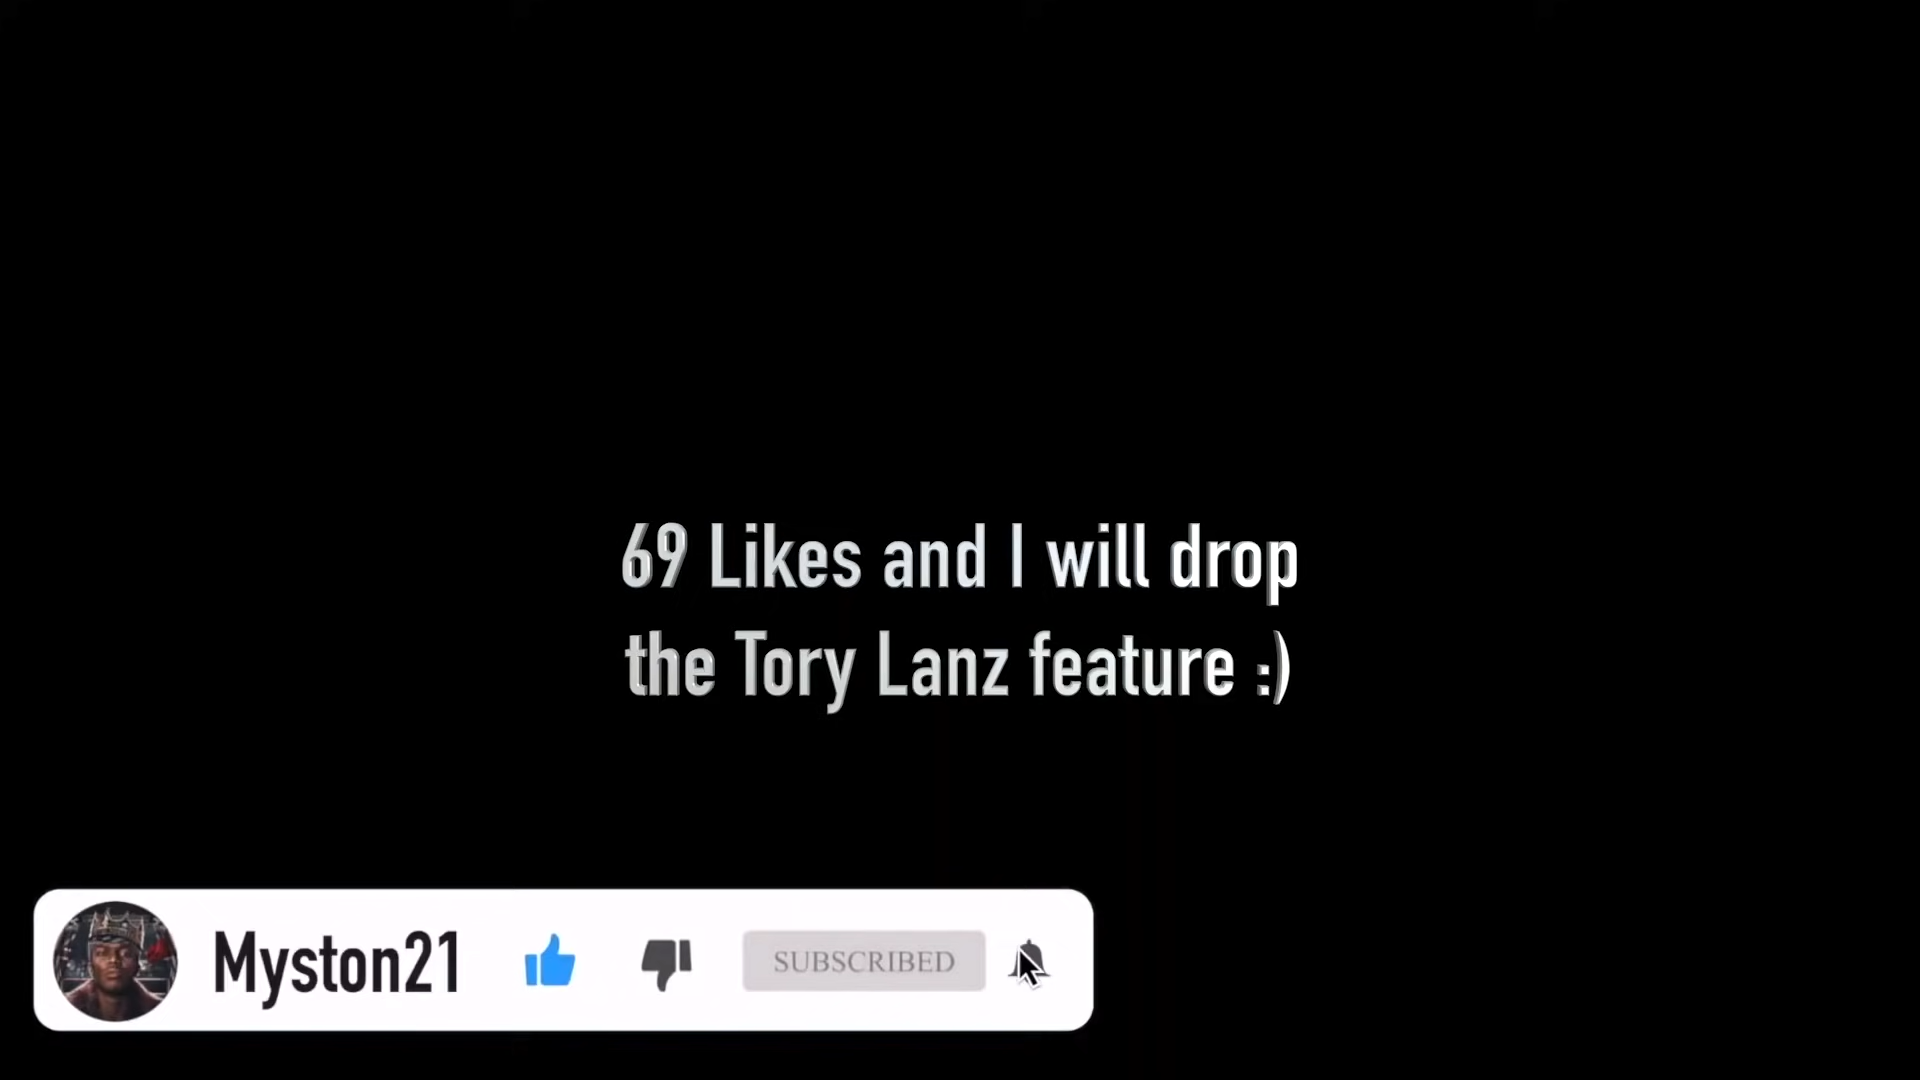 69 Likes and I will drop
the Tory Lanz feature :)
Myston21 SUBSCRIBED